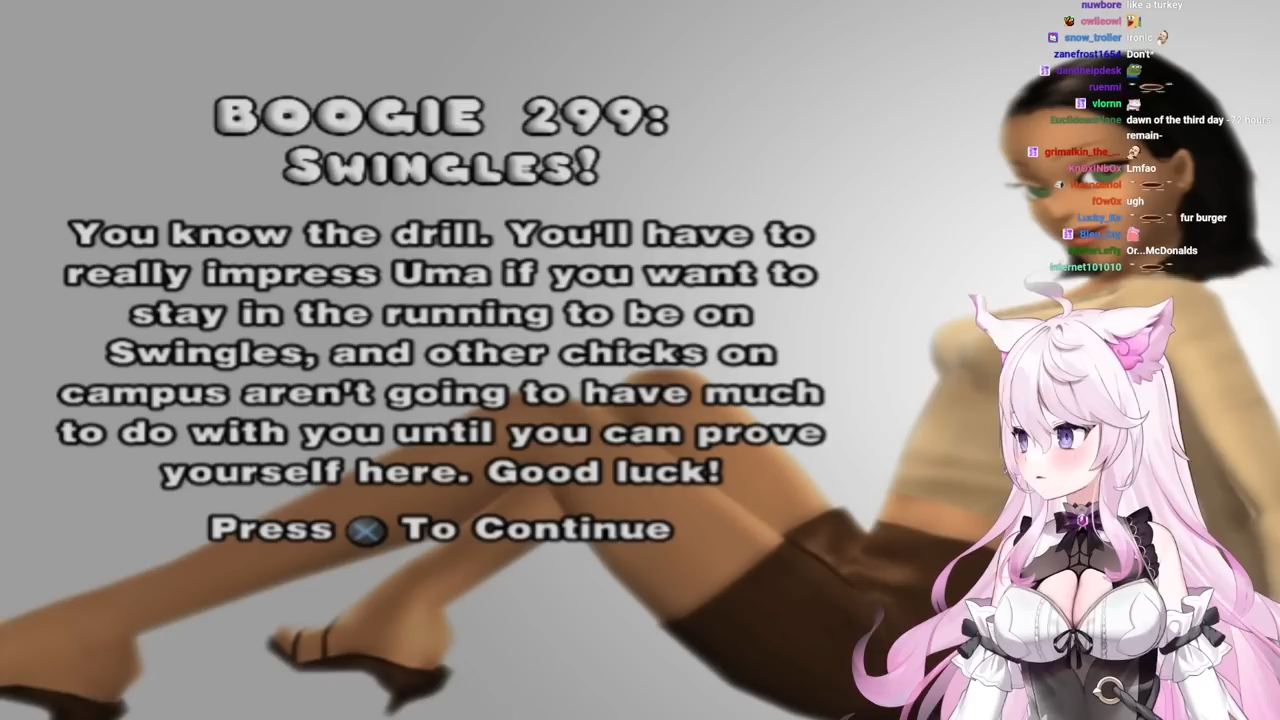 BOOGIE 299:
SWINGLES!
You know the drill. You'll have to
really impress Uma if you want to
stay in the running to be on
Swingles, and other chicks on
campus aren't going to have much
to do with you until you can prove
yourself here. Good luck!
Press To Continue
nuwbore like a turkey
owlieowl
snow_troller ironic
zanefrost1654 Don't
ruenmi
vlornn
dawn of the third day -72 hours
remain-
grimalkin_the_...
KnOxINbOx Lmfao
f0w0x ugh
Lucky_Ka fur burger
Or...McDonalds
internet101010